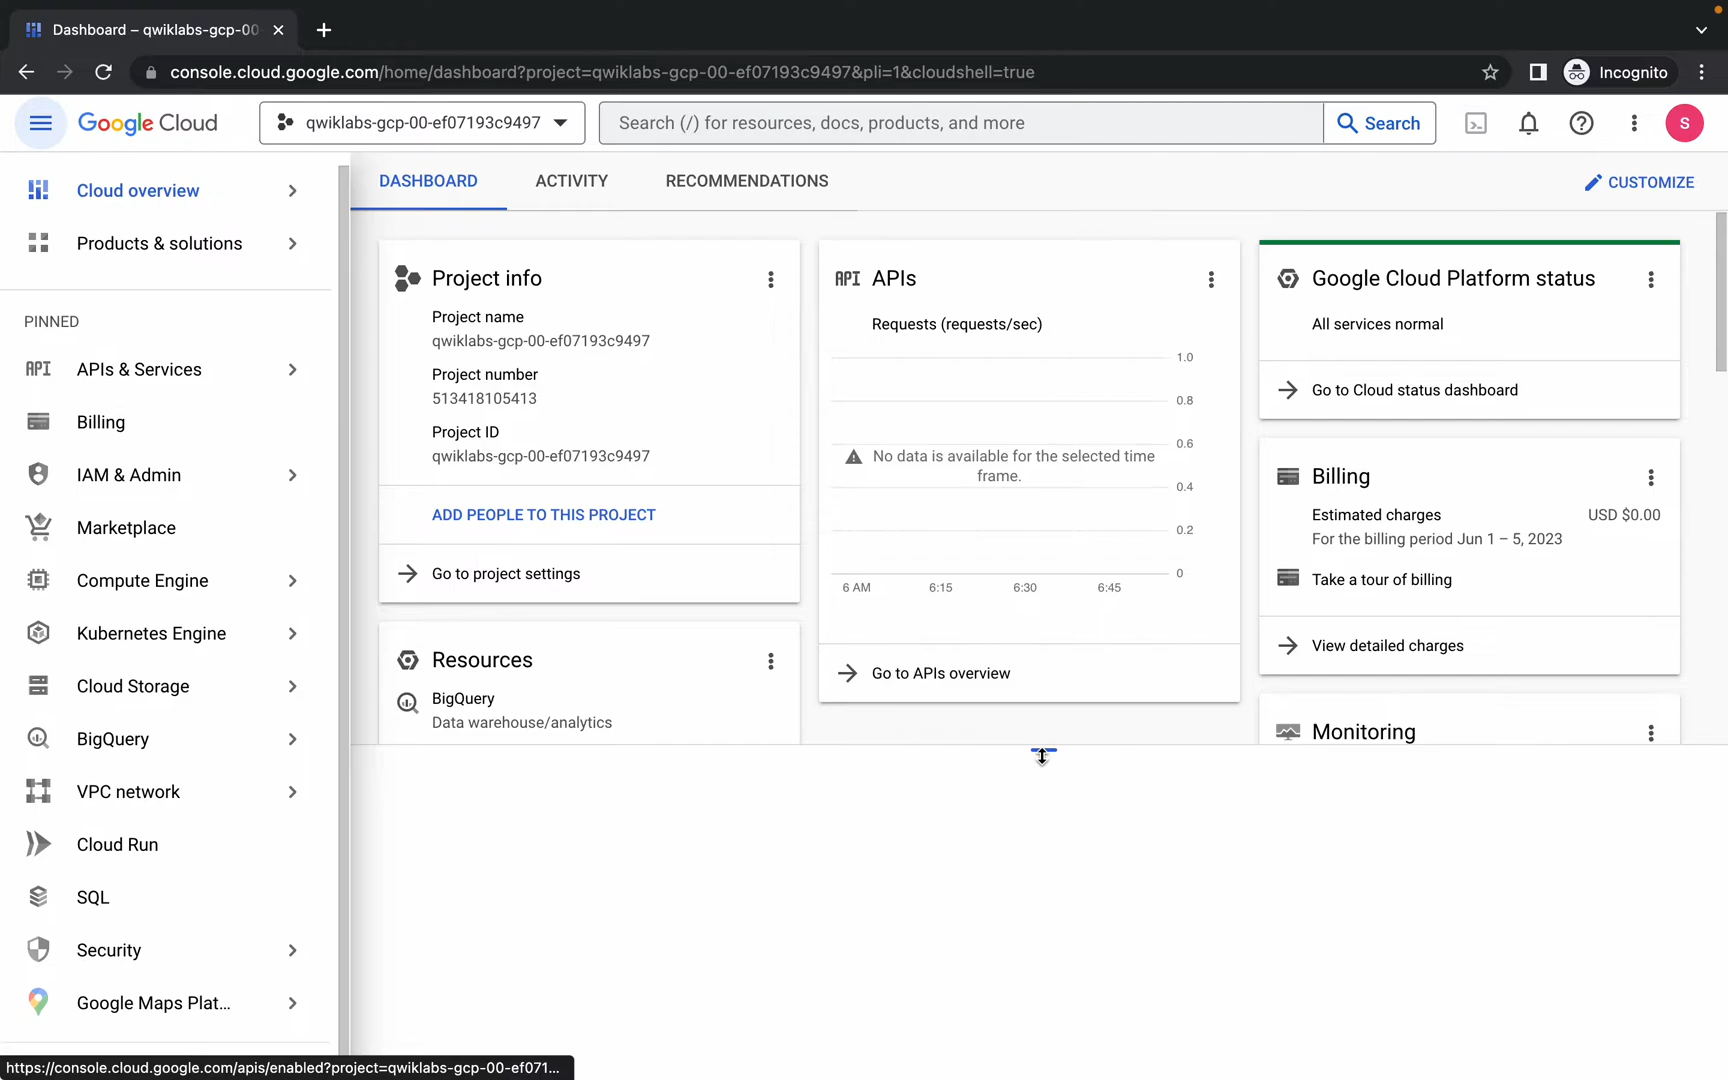 Dashboard – qwiklabs-gcp-00
console.cloud.google.com/home/dashboard?project=qwiklabs-gcp-00-ef07193c9497&pli=1&cloudshell=true
Incognito
Google Cloud
qwiklabs-gcp-00-ef07193c9497
Search (/) for resources, docs, products, and more
Search
S
Cloud overview
Products & solutions
PINNED
APIs & Services
Billing
IAM & Admin
Marketplace
Compute Engine
Kubernetes Engine
Cloud Storage
BigQuery
VPC network
Cloud Run
SQL
Security
Google Maps Plat...
DASHBOARD
ACTIVITY
RECOMMENDATIONS
CUSTOMIZE
Project info
Project name
qwiklabs-gcp-00-ef07193c9497
Project number
513418105413
Project ID
qwiklabs-gcp-00-ef07193c9497
ADD PEOPLE TO THIS PROJECT
Go to project settings
Resources
BigQuery
Data warehouse/analytics
API APIs
Requests (requests/sec)
1.0
0.8
0.6
No data is available for the selected time
frame.
0.4
0.2
0
6 AM
6:15
6:30
6:45
Go to APIs overview
Google Cloud Platform status
All services normal
Go to Cloud status dashboard
Billing
Estimated charges
USD $0.00
For the billing period Jun 1 – 5, 2023
Take a tour of billing
View detailed charges
Monitoring
https://console.cloud.google.com/apis/enabled?project=qwiklabs-gcp-00-ef071...